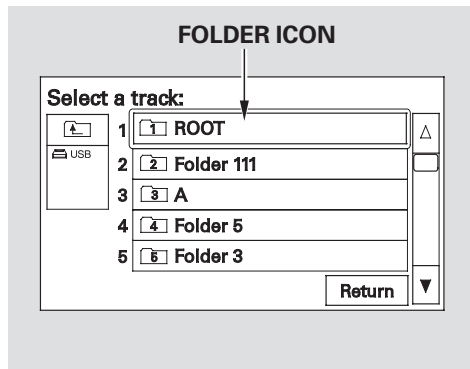 FOLDER ICON
Select a track:
USB
1 1 ROOT
2 2 Folder 111
3 3 A
4 4 Folder 5
5 5 Folder 3
Return